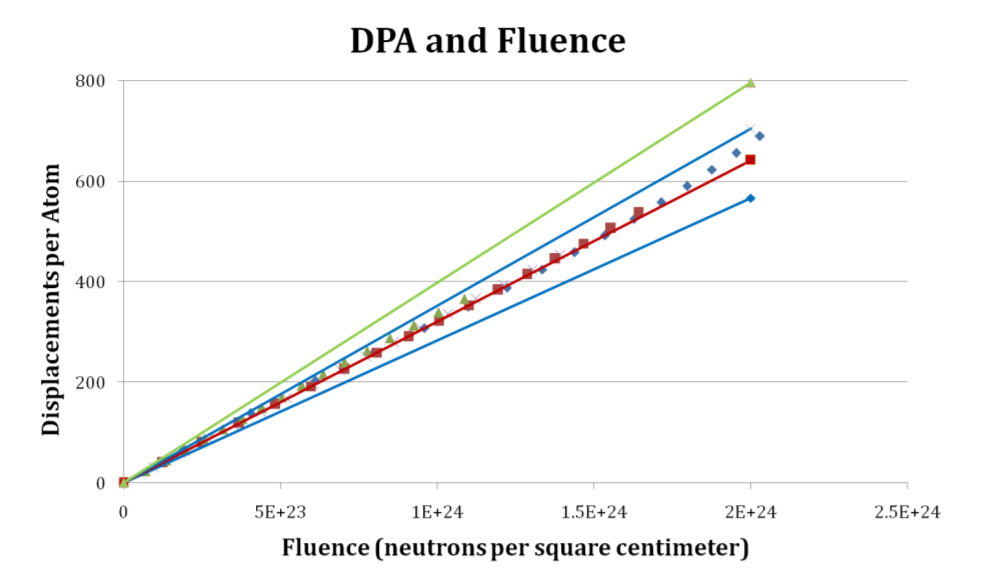 DPA and Fluence
800
600
400
200
0
0 5E+23 1E+24 1.5E+24 2E+24 2.5E+24
Displacements per Atom
Fluence (neutrons per square centimeter)